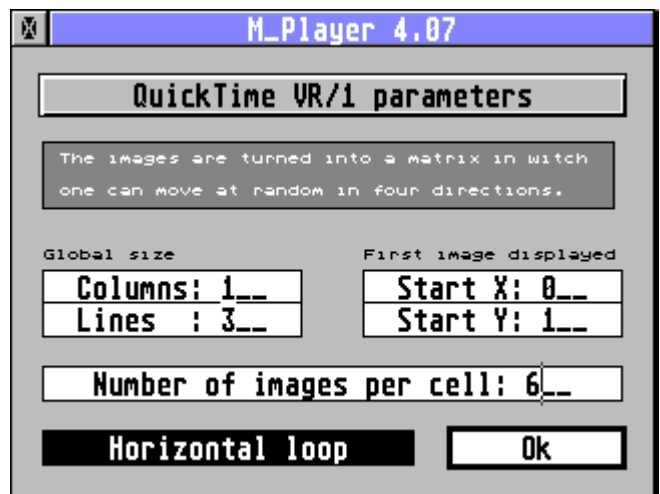 M_Player 4.07
QuickTime VR/1 parameters
The images are turned into a matrix in witch
one can move at random in four directions.
Global size
First image displayed
Columns: 1__
Start X: 0__
Lines  : 3__
Start Y: 1__
Number of images per cell: 6__
Horizontal loop
Ok